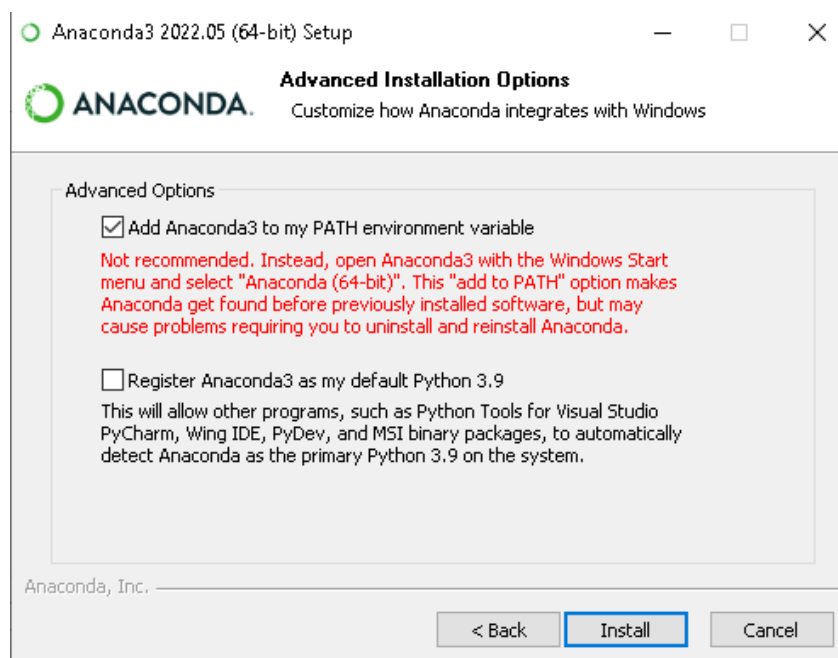 Anaconda3 2022.05 (64-bit) Setup
ANACONDA.
Advanced Installation Options
Customize how Anaconda integrates with Windows
Advanced Options
Add Anaconda3 to my PATH environment variable
Not recommended. Instead, open Anaconda3 with the Windows Start
menu and select "Anaconda (64-bit)". This "add to PATH" option makes
Anaconda get found before previously installed software, but may
cause problems requiring you to uninstall and reinstall Anaconda.
Register Anaconda3 as my default Python 3.9
This will allow other programs, such as Python Tools for Visual Studio
PyCharm, Wing IDE, PyDev, and MSI binary packages, to automatically
detect Anaconda as the primary Python 3.9 on the system.
Anaconda, Inc.
< Back
Install
Cancel